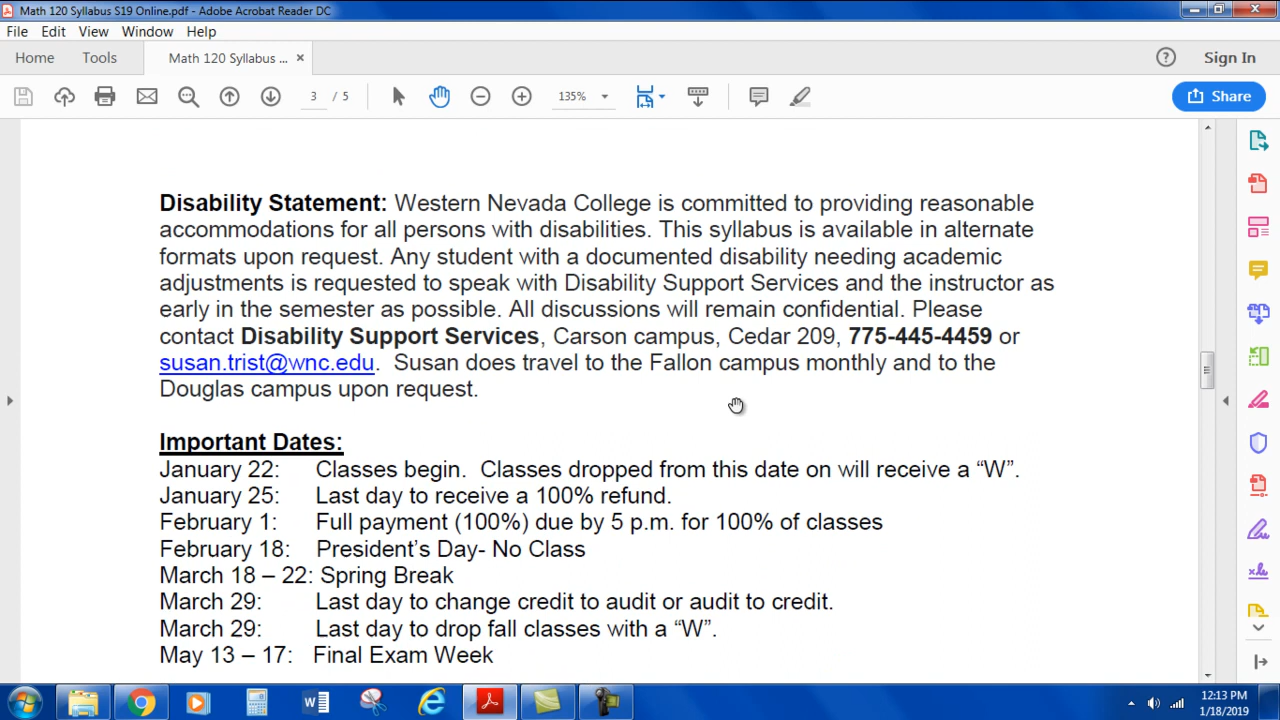 Math 120 Syllabus S19 Online.pdf - Adobe Acrobat Reader DC
File Edit View Window Help
Home Tools Math 120 Syllabus ... × ? Sign In
3 / 5 135% Share
Disability Statement: Western Nevada College is committed to providing reasonable
accommodations for all persons with disabilities. This syllabus is available in alternate
formats upon request. Any student with a documented disability needing academic
adjustments is requested to speak with Disability Support Services and the instructor as
early in the semester as possible. All discussions will remain confidential. Please
contact Disability Support Services, Carson campus, Cedar 209, 775-445-4459 or
susan.trist@wnc.edu. Susan does travel to the Fallon campus monthly and to the
Douglas campus upon request.
Important Dates:
January 22: Classes begin. Classes dropped from this date on will receive a “W”.
January 25: Last day to receive a 100% refund.
February 1: Full payment (100%) due by 5 p.m. for 100% of classes
February 18: President’s Day- No Class
March 18 – 22: Spring Break
March 29: Last day to change credit to audit or audit to credit.
March 29: Last day to drop fall classes with a “W”.
May 13 – 17: Final Exam Week
12:13 PM
1/18/2019